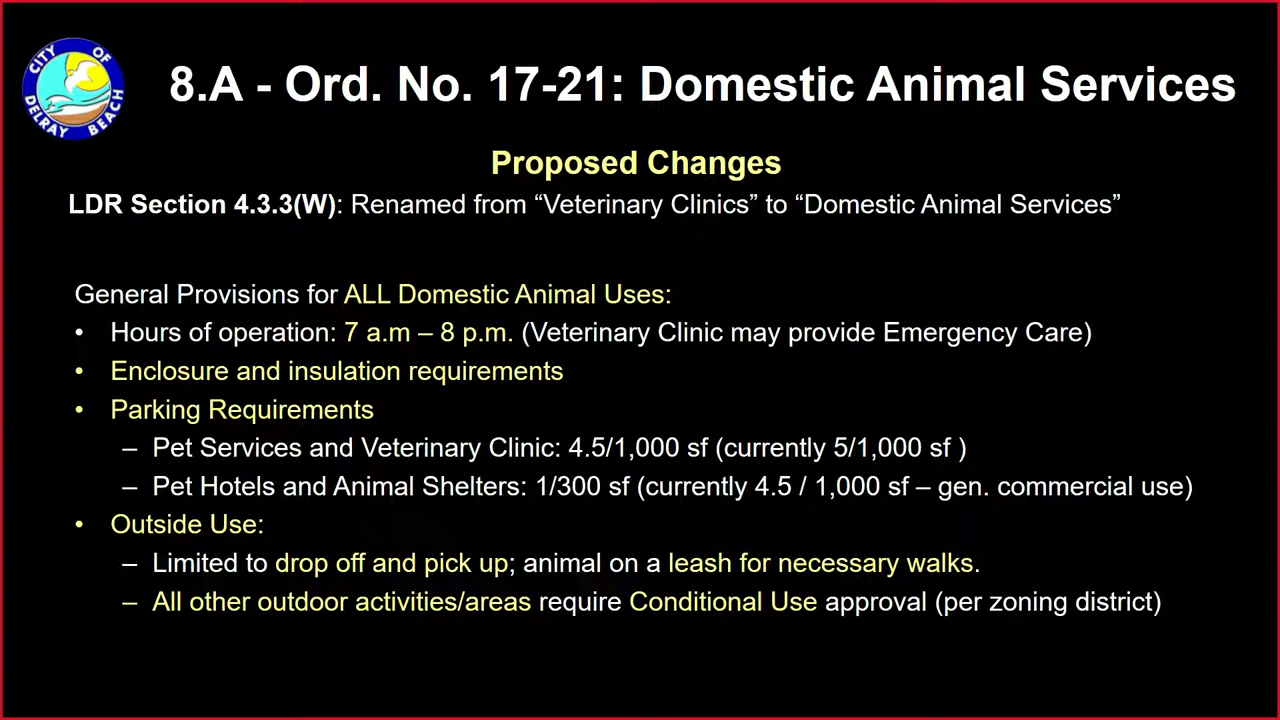 CITY OF DELRAY BEACH
8.A - Ord. No. 17-21: Domestic Animal Services
Proposed Changes
LDR Section 4.3.3(W): Renamed from “Veterinary Clinics” to “Domestic Animal Services”
General Provisions for ALL Domestic Animal Uses:
• Hours of operation: 7 a.m – 8 p.m. (Veterinary Clinic may provide Emergency Care)
• Enclosure and insulation requirements
• Parking Requirements
– Pet Services and Veterinary Clinic: 4.5/1,000 sf (currently 5/1,000 sf )
– Pet Hotels and Animal Shelters: 1/300 sf (currently 4.5 / 1,000 sf – gen. commercial use)
• Outside Use:
– Limited to drop off and pick up; animal on a leash for necessary walks.
– All other outdoor activities/areas require Conditional Use approval (per zoning district)